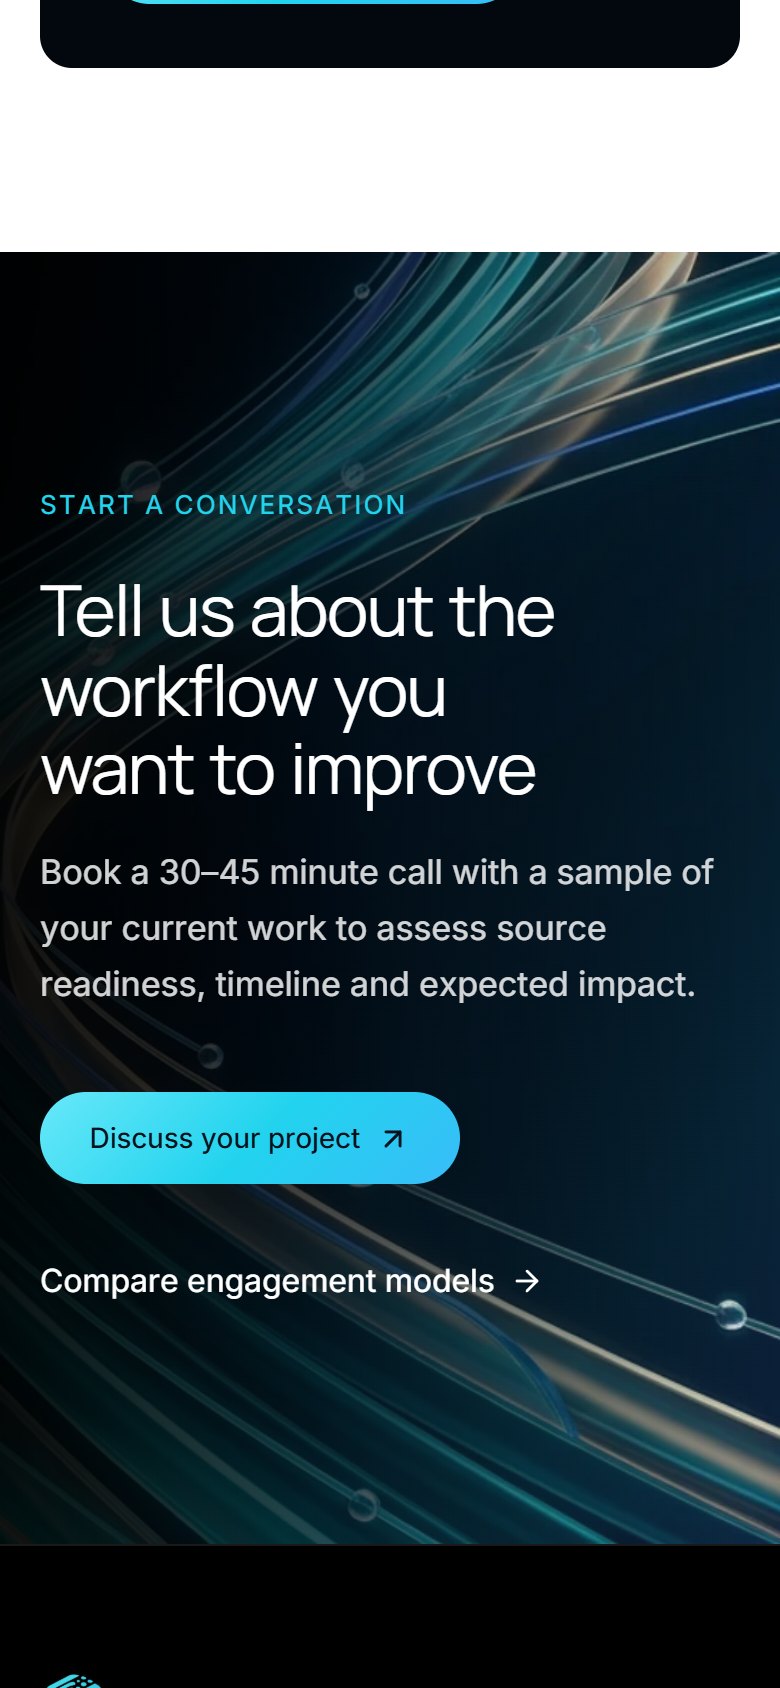 START A CONVERSATION
Tell us about the
workflow you
want to improve
Book a 30–45 minute call with a sample of
your current work to assess source
readiness, timeline and expected impact.
Discuss your project
Compare engagement models